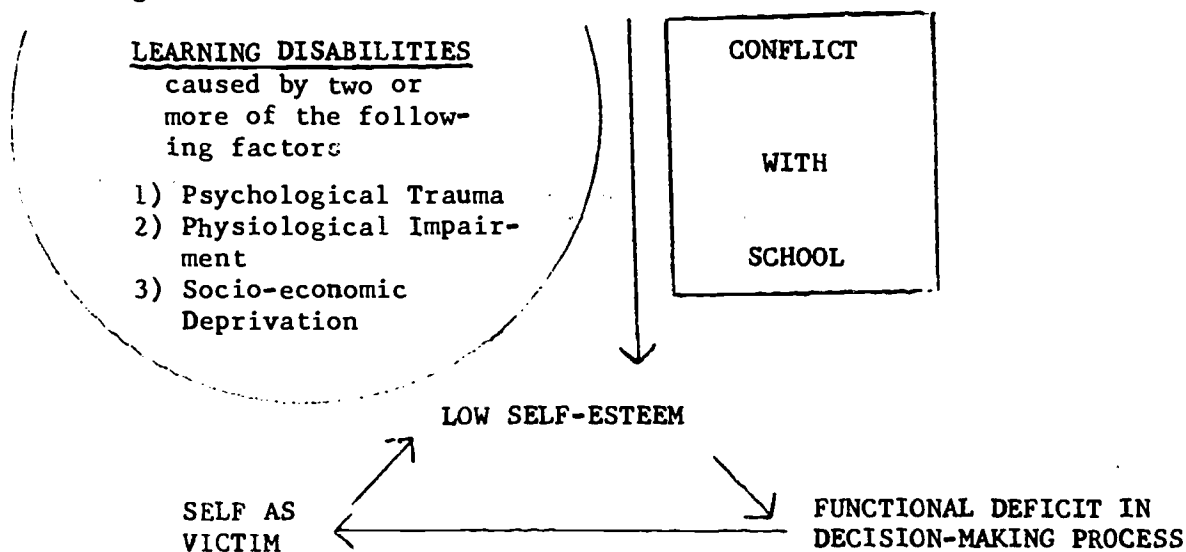 LEARNING DISABILITIES
caused by two or
more of the follow-
ing factors
1) Psychological Trauma
2) Physiological Impair-
ment
3) Socio-economic
Deprivation
CONFLICT
WITH
SCHOOL
LOW SELF-ESTEEM
SELF AS
VICTIM
FUNCTIONAL DEFICIT IN
DECISION-MAKING PROCESS